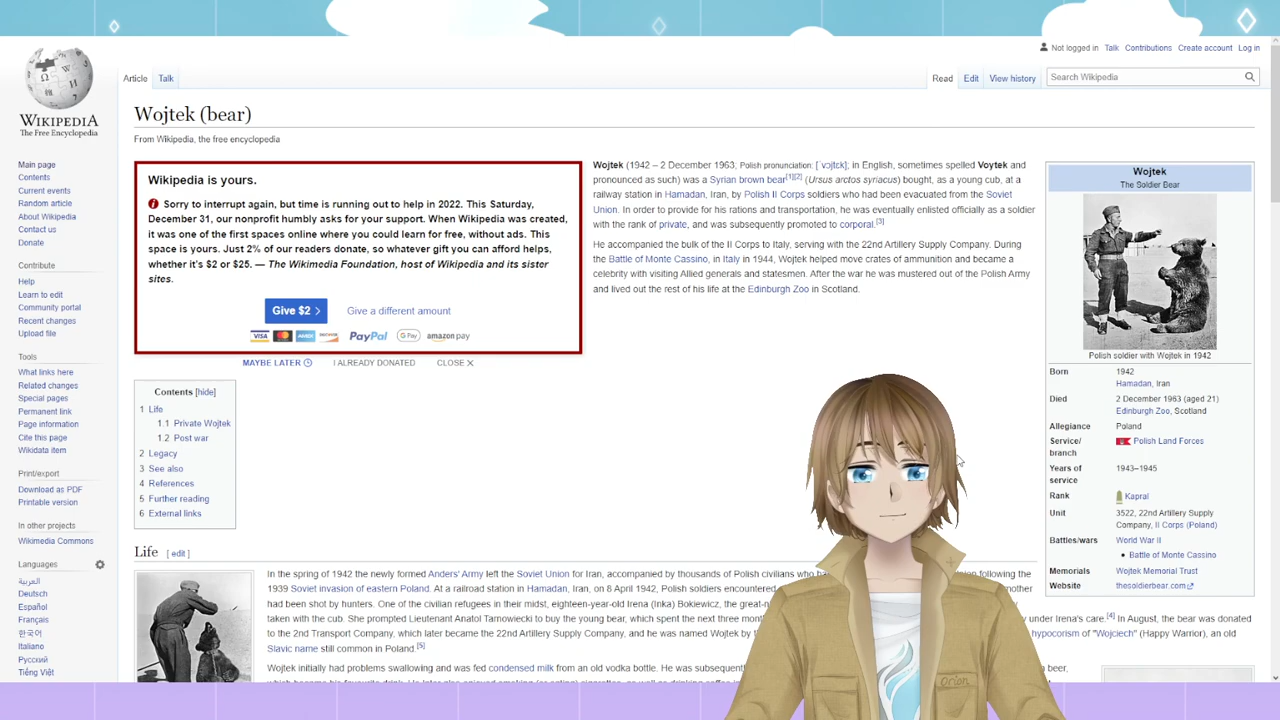 Not logged in Talk Contributions Create account Log in
Article Talk Read Edit View history Search Wikipedia
WIKIPEDIA
The Free Encyclopedia
Main page
Contents
Current events
Random article
About Wikipedia
Contact us
Donate
Contribute
Help
Learn to edit
Community portal
Recent changes
Upload file
Tools
What links here
Related changes
Special pages
Permanent link
Page information
Cite this page
Wikidata item
Print/export
Download as PDF
Printable version
In other projects
Wikimedia Commons
Languages
العربية
Deutsch
Español
Français
한국어
Italiano
Русский
Tiếng Việt
Wojtek (bear)
From Wikipedia, the free encyclopedia
Wikipedia is yours.
Sorry to interrupt again, but time is running out to help in 2022. This Saturday,
December 31, our nonprofit humbly asks for your support. When Wikipedia was created,
it was one of the first spaces online where you could learn for free, without ads. This
space is yours. Just 2% of our readers donate, so whatever gift you can afford helps,
whether it's $2 or $25. — The Wikimedia Foundation, host of Wikipedia and its sister
sites.
Give $2 > Give a different amount
VISA PayPal G Pay amazon pay
MAYBE LATER I ALREADY DONATED CLOSE X
Wojtek (1942 – 2 December 1963; Polish pronunciation: [ˈvɔjtɛk]; in English, sometimes spelled Voytek and
pronounced as such) was a Syrian brown bear[1][2] (Ursus arctos syriacus) bought, as a young cub, at a
railway station in Hamadan, Iran, by Polish II Corps soldiers who had been evacuated from the Soviet
Union. In order to provide for his rations and transportation, he was eventually enlisted officially as a soldier
with the rank of private, and was subsequently promoted to corporal.[3]
He accompanied the bulk of the II Corps to Italy, serving with the 22nd Artillery Supply Company. During
the Battle of Monte Cassino, in Italy in 1944, Wojtek helped move crates of ammunition and became a
celebrity with visiting Allied generals and statesmen. After the war he was mustered out of the Polish Army
and lived out the rest of his life at the Edinburgh Zoo in Scotland.
Wojtek
The Soldier Bear
Polish soldier with Wojtek in 1942
Born 1942
Hamadan, Iran
Died 2 December 1963 (aged 21)
Edinburgh Zoo, Scotland
Allegiance Poland
Service/ Polish Land Forces
branch
Years of 1943–1945
service
Rank Kapral
Unit 3522, 22nd Artillery Supply
Company, II Corps (Poland)
Battles/wars World War II
• Battle of Monte Cassino
Memorials Wojtek Memorial Trust
Website thesoldierbear.com
Contents [hide]
1 Life
1.1 Private Wojtek
1.2 Post war
2 Legacy
3 See also
4 References
5 Further reading
6 External links
Life [ edit ]
In the spring of 1942 the newly formed Anders' Army left the Soviet Union for Iran, accompanied by thousands of Polish civilians who following the
1939 Soviet invasion of eastern Poland. At a railroad station in Hamadan, Iran, on 8 April 1942, Polish soldiers encountered
had been shot by hunters. One of the civilian refugees in their midst, eighteen-year-old Irena (Inka) Bokiewicz, the
taken with the cub. She prompted Lieutenant Anatol Tarnowiecki to buy the young bear, which spent the next three under Irena's care.[4] In August, the bear was donated
to the 2nd Transport Company, which later became the 22nd Artillery Supply Company, and he was named Wojtek by hypocorism of "Wojciech" (Happy Warrior), an old
Slavic name still common in Poland.[5]
Wojtek initially had problems swallowing and was fed condensed milk from an old vodka bottle. He was beer,
Orion